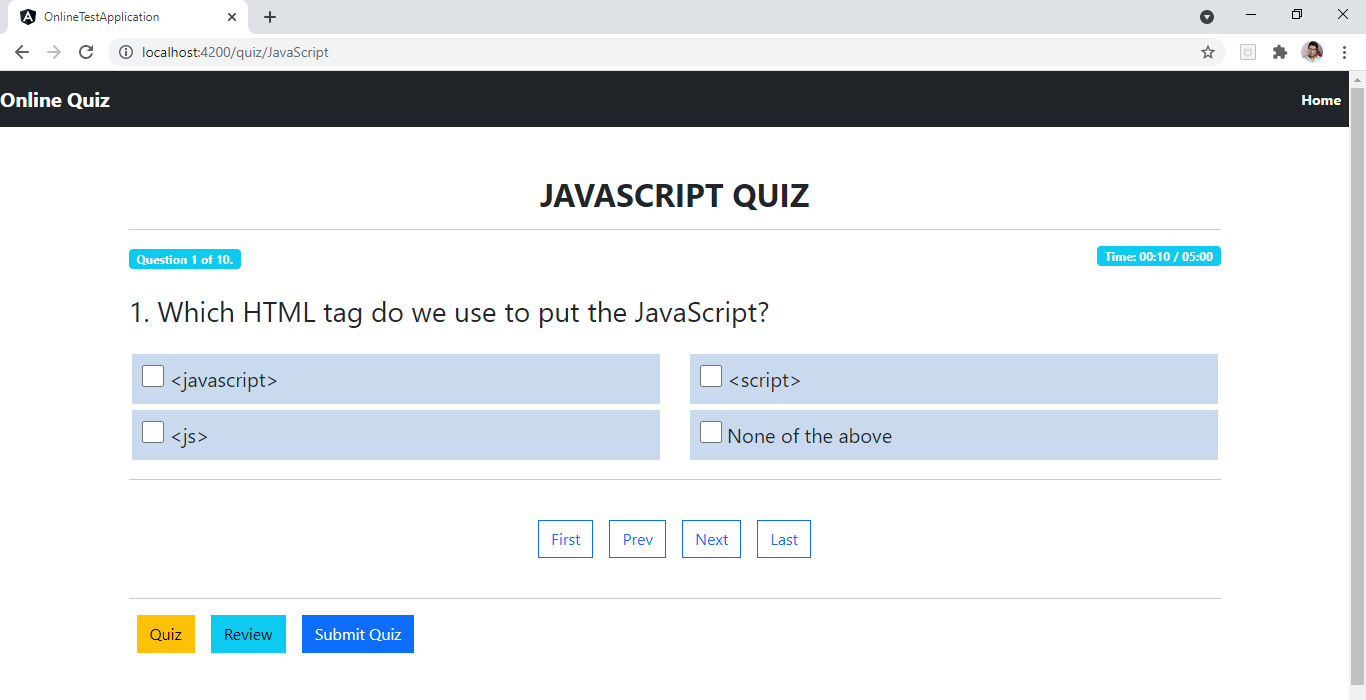 OnlineTestApplication
localhost:4200/quiz/JavaScript
Online Quiz
Home
JAVASCRIPT QUIZ
Question 1 of 10.
Time: 00:10 / 05:00
1. Which HTML tag do we use to put the JavaScript?
<javascript>
<script>
<js>
None of the above
First Prev Next Last
Quiz Review Submit Quiz